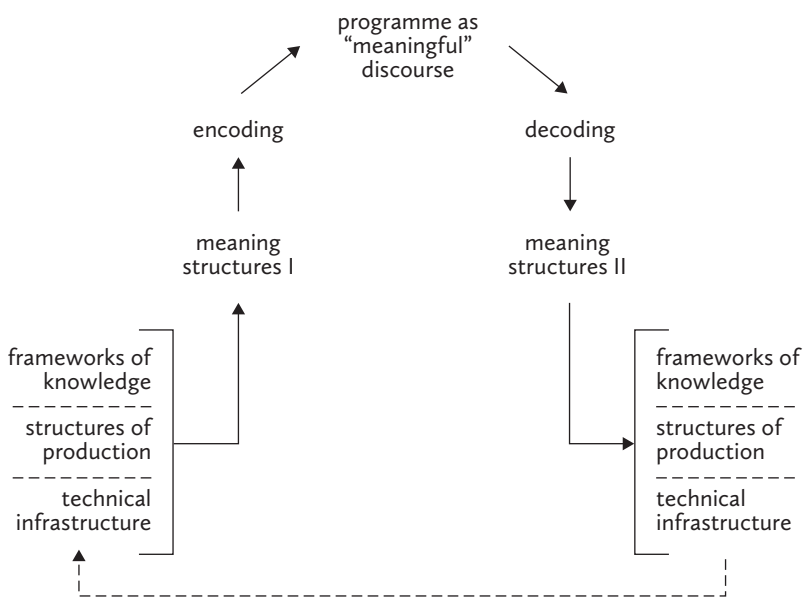 programme as
“meaningful”
discourse
encoding
decoding
meaning
structures I
meaning
structures II
frameworks of
knowledge
structures of
production
technical
infrastructure
frameworks of
knowledge
structures of
production
technical
infrastructure